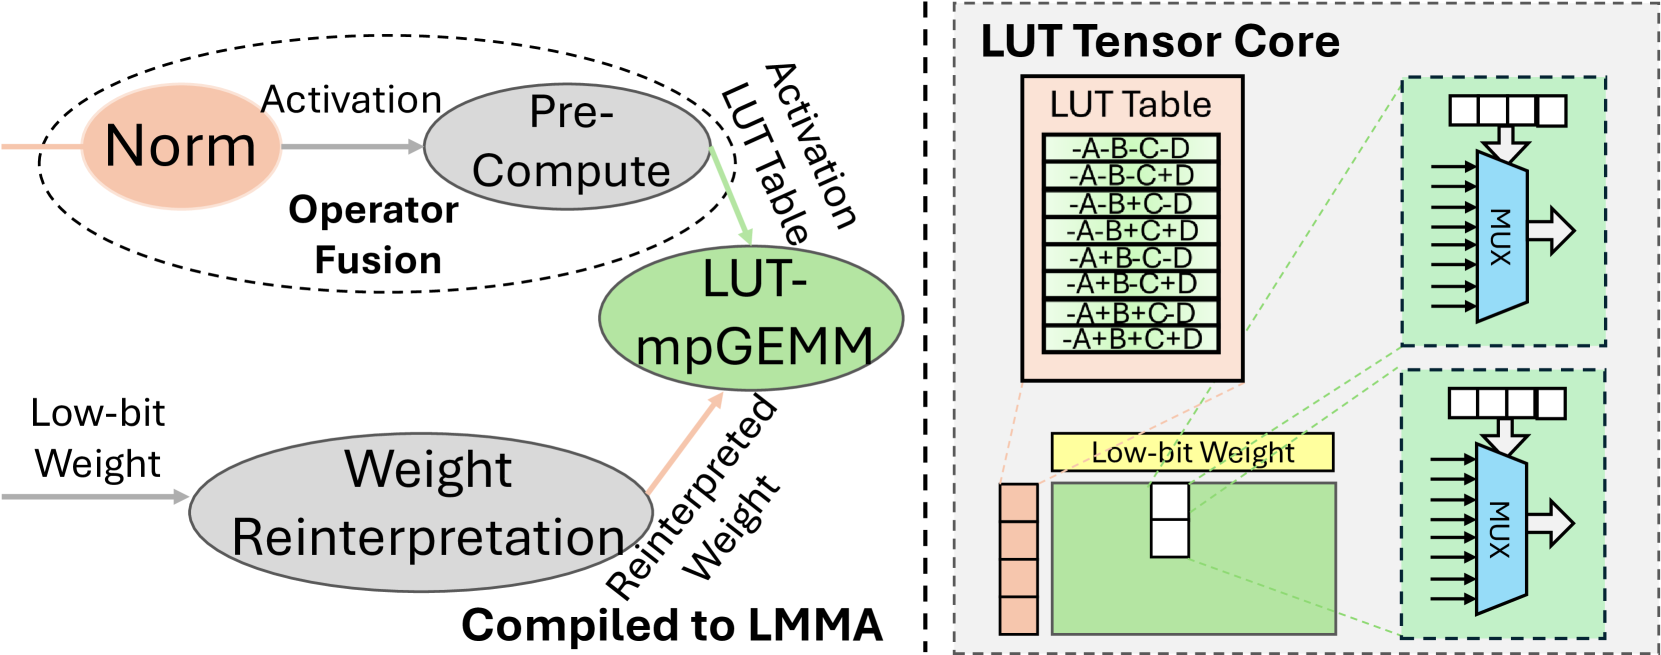 Norm
Activation
Pre-
Compute
Operator
Fusion
Activation
LUT Table
LUT-
mpGEMM
Low-bit
Weight
Weight
Reinterpretation
Reinterpreted
Weight
Compiled to LMMA
LUT Tensor Core
LUT Table
-A-B-C-D
-A-B-C+D
-A-B+C-D
-A-B+C+D
-A+B-C-D
-A+B-C+D
-A+B+C-D
-A+B+C+D
MUX
Low-bit Weight
MUX